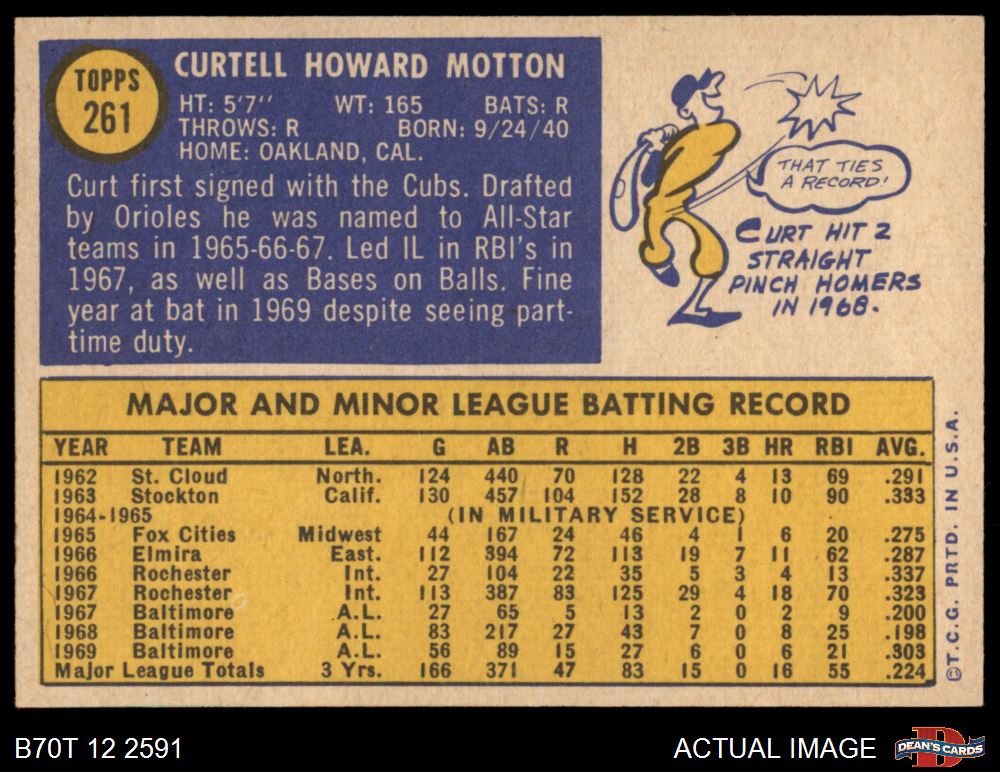 TOPPS
261
CURTELL HOWARD MOTTON
HT: 5'7" WT: 165 BATS: R
THROWS: R BORN: 9/24/40
HOME: OAKLAND, CAL.
Curt first signed with the Cubs. Drafted
by Orioles he was named to All-Star
teams in 1965-66-67. Led IL in RBI's in
1967, as well as Bases on Balls. Fine
year at bat in 1969 despite seeing part-
time duty.
THAT TIES
A RECORD!
CURT HIT 2
STRAIGHT
PINCH HOMERS
IN 1968.
MAJOR AND MINOR LEAGUE BATTING RECORD
YEAR TEAM LEA. G AB R H 2B 3B HR RBI AVG.
1962 St. Cloud North. 124 440 70 128 22 4 13 69 .291
1963 Stockton Calif. 130 457 104 152 28 8 10 90 .333
1964-1965 (IN MILITARY SERVICE)
1965 Fox Cities Midwest 44 167 24 46 4 1 6 20 .275
1966 Elmira East. 112 394 72 113 19 7 11 62 .287
1966 Rochester Int. 27 104 22 35 5 3 4 13 .337
1967 Rochester Int. 113 387 83 125 29 4 18 70 .323
1967 Baltimore A.L. 27 65 5 13 2 0 2 9 .200
1968 Baltimore A.L. 83 217 27 43 7 0 8 25 .198
1969 Baltimore A.L. 56 89 15 27 6 0 6 21 .303
Major League Totals 3 Yrs. 166 371 47 83 15 0 16 55 .224
©T.C.G. PRTD. IN U.S.A.
B70T 12 2591
ACTUAL IMAGE
D
DEAN'S CARDS